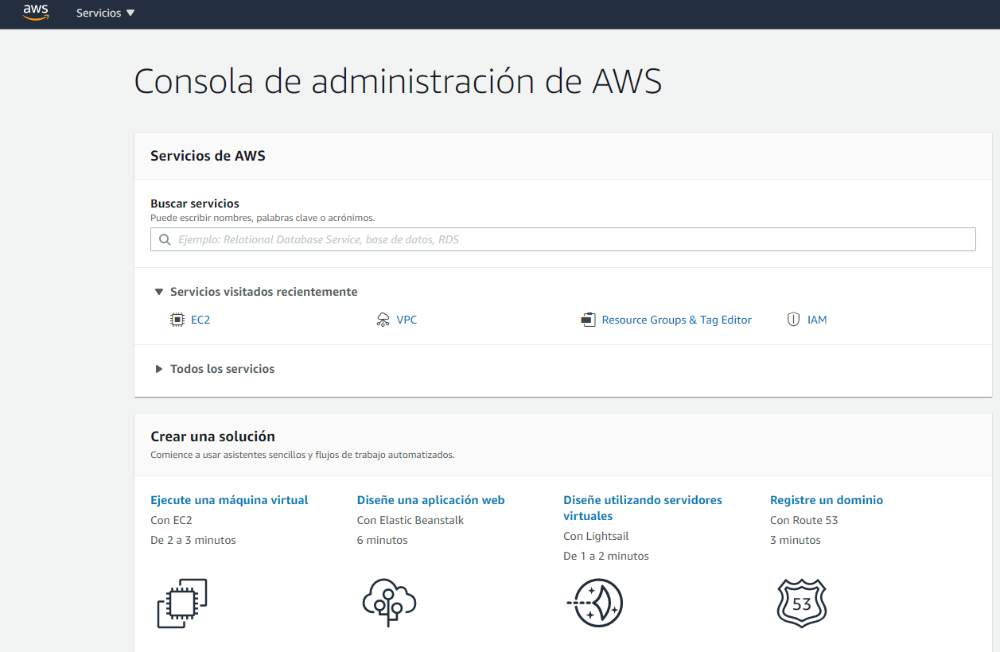 aws
Servicios
Consola de administración de AWS
Servicios de AWS
Buscar servicios
Puede escribir nombres, palabras clave o acrónimos.
Ejemplo: Relational Database Service, base de datos, RDS
Servicios visitados recientemente
EC2 VPC Resource Groups & Tag Editor IAM
Todos los servicios
Crear una solución
Comience a usar asistentes sencillos y flujos de trabajo automatizados.
Ejecute una máquina virtual
Con EC2
De 2 a 3 minutos
Diseñe una aplicación web
Con Elastic Beanstalk
6 minutos
Diseñe utilizando servidores
virtuales
Con Lightsail
De 1 a 2 minutos
Registre un dominio
Con Route 53
3 minutos
53